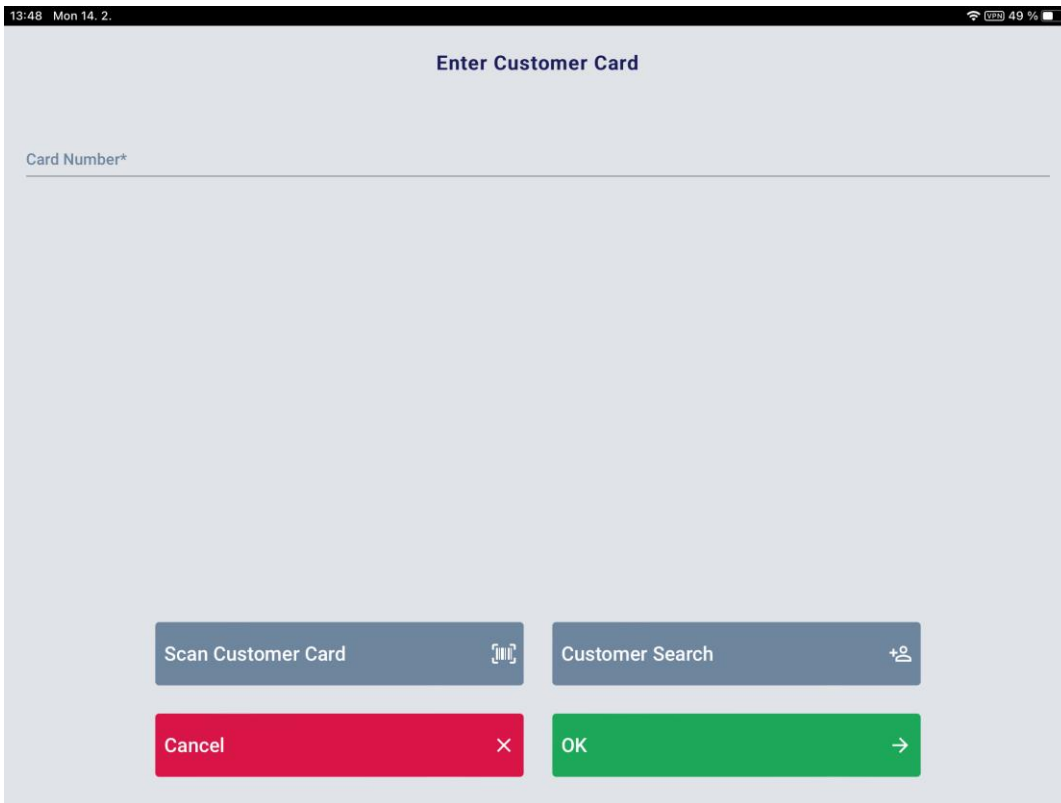 13:48 Mon 14. 2. VPN 49 %
Enter Customer Card
Card Number*
Scan Customer Card
Customer Search
Cancel
OK